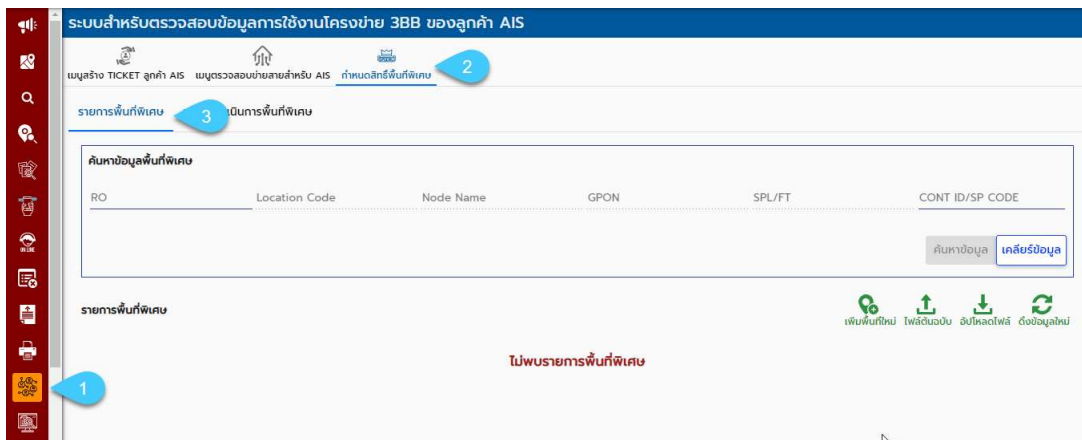 ระบบสำหรับตรวจสอบข้อมูลการใช้งานโครงข่าย 3BB ของลูกค้า AIS
เมนูสร้าง TICKET ลูกค้า AIS เมนูตรวจสอบข่ายสายสำหรับ AIS กำหนดสิทธิ์พื้นที่พิเศษ 2
รายการพื้นที่พิเศษ 3 เนินการพื้นที่พิเศษ
ค้นหาข้อมูลพื้นที่พิเศษ
RO Location Code Node Name GPON SPL/FT CONT ID/SP CODE
ค้นหาข้อมูล เคลียร์ข้อมูล
รายการพื้นที่พิเศษ
เพิ่มพื้นที่ใหม่ ไฟล์ต้นฉบับ อัปโหลดไฟล์ ดึงข้อมูลใหม่
ไม่พบรายการพื้นที่พิเศษ
ON LINE
1